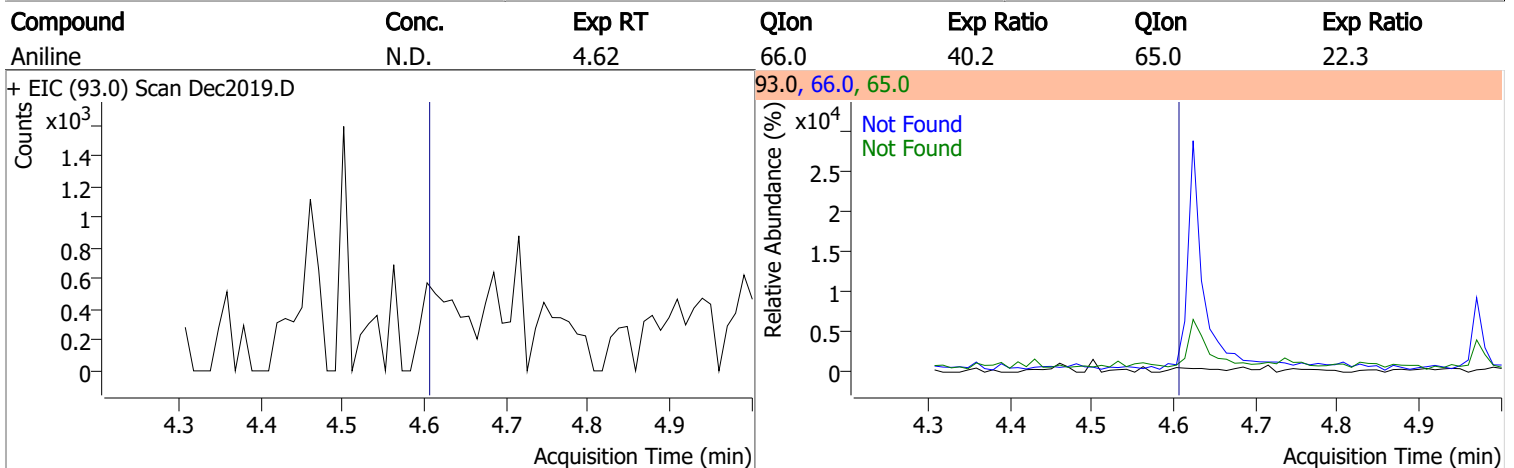 Compound Conc. Exp RT QIon Exp Ratio QIon Exp Ratio
Aniline N.D. 4.62 66.0 40.2 65.0 22.3
+ EIC (93.0) Scan Dec2019.D
Counts
x10³
1.4
1.2
1
0.8
0.6
0.4
0.2
0
4.3 4.4 4.5 4.6 4.7 4.8 4.9
Acquisition Time (min)
93.0, 66.0, 65.0
Relative Abundance (%)
x10⁴
Not Found
Not Found
2.5
2
1.5
1
0.5
0
4.3 4.4 4.5 4.6 4.7 4.8 4.9
Acquisition Time (min)